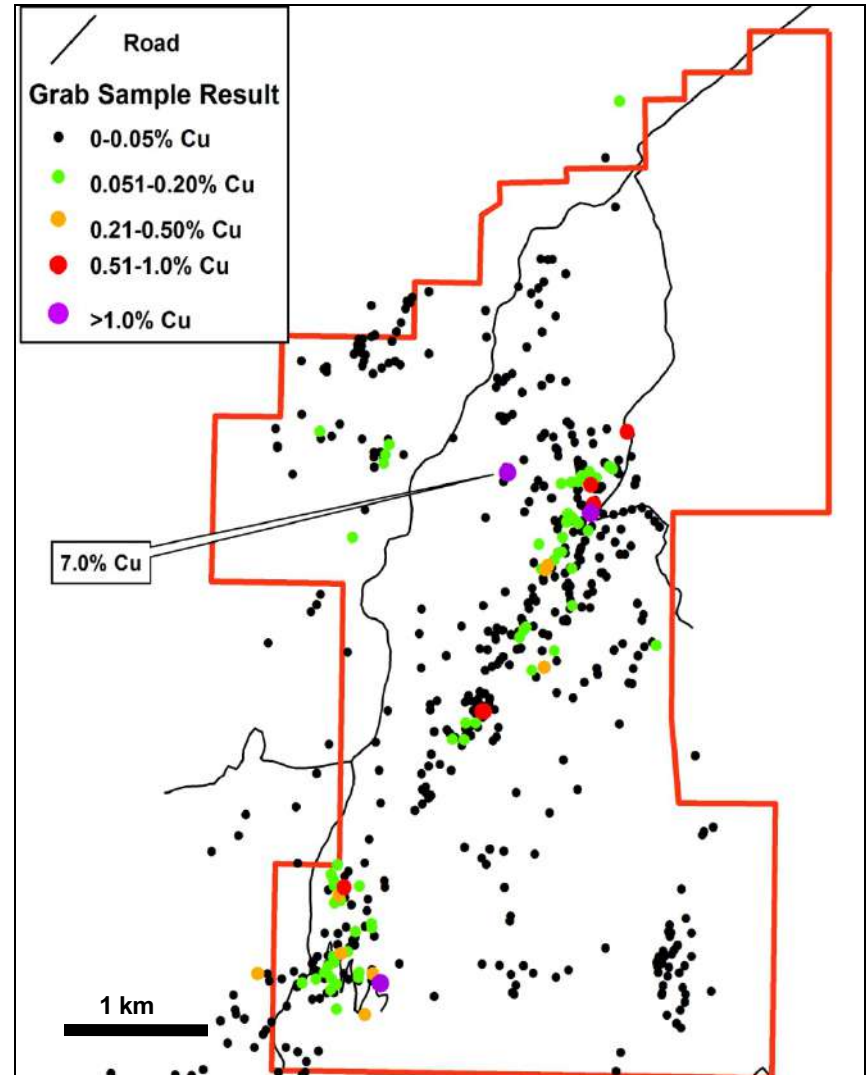 Road
Grab Sample Result
0-0.05% Cu
0.051-0.20% Cu
0.21-0.50% Cu
0.51-1.0% Cu
>1.0% Cu
7.0% Cu
1 km